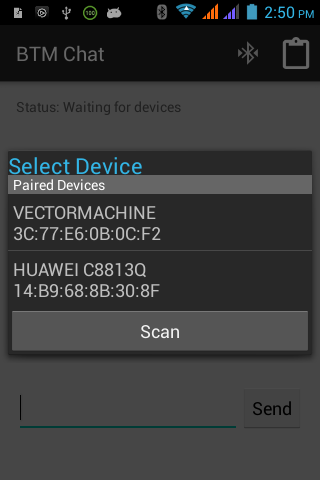 100
2:50 PM
BTM Chat
Status: Waiting for devices
Select Device
Paired Devices
VECTORMACHINE
3C:77:E6:0B:0C:F2
HUAWEI C8813Q
14:B9:68:8B:30:8F
Scan
Send